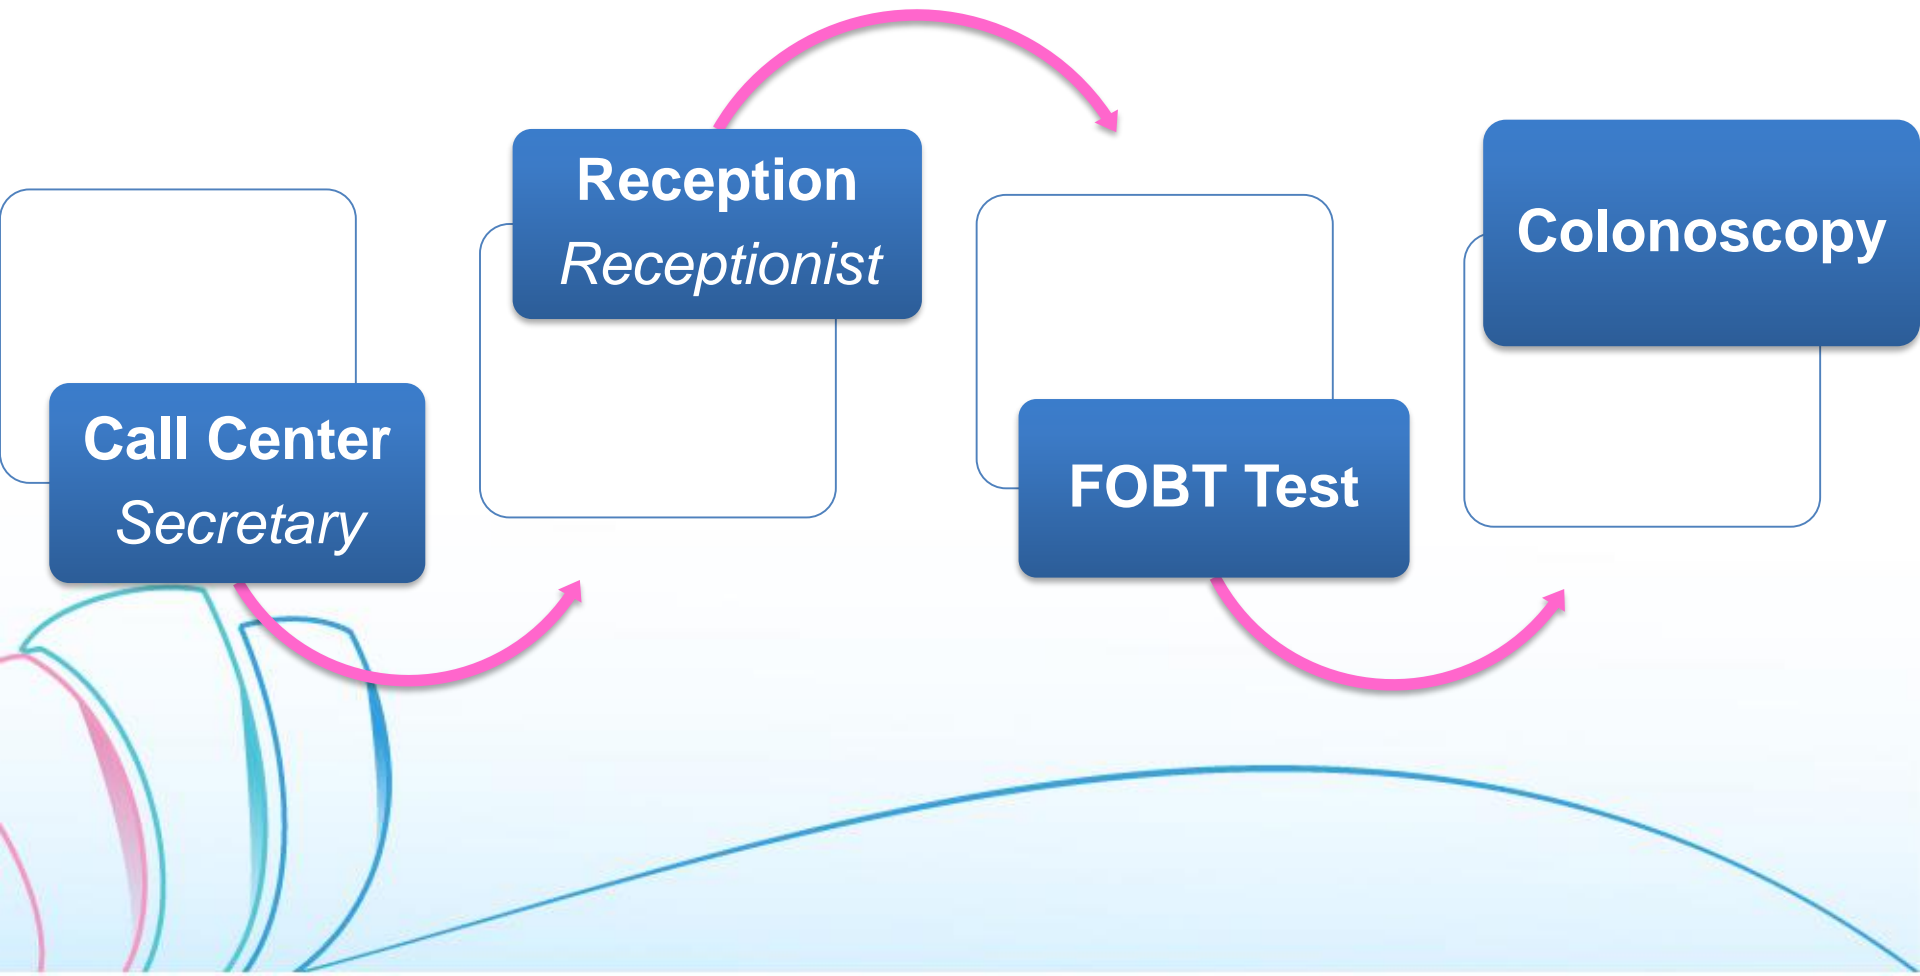 Call Center
Secretary
Reception
Receptionist
FOBT Test
Colonoscopy